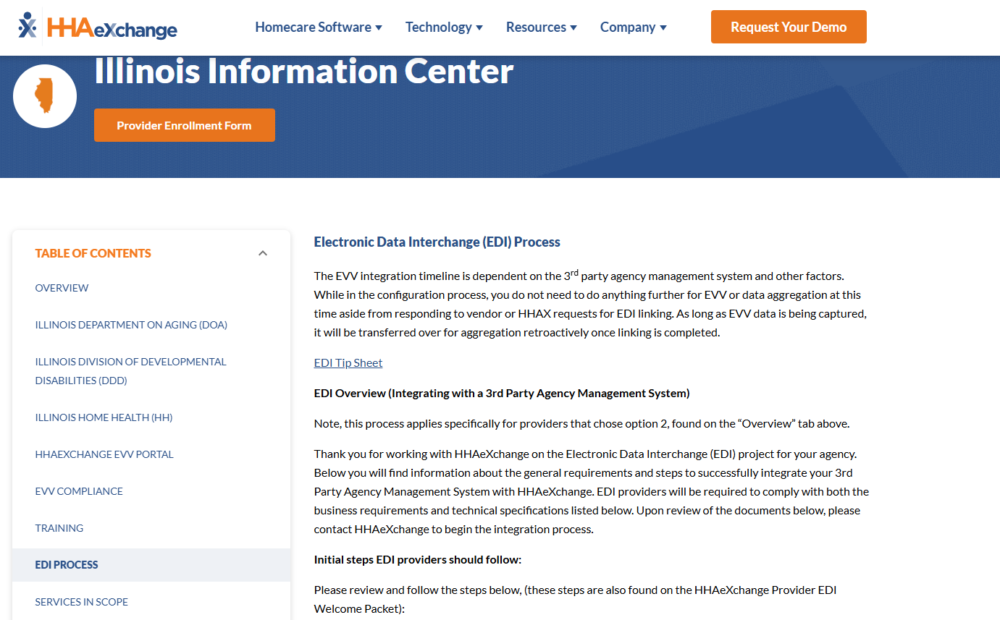 HHAeXchange
Homecare Software
Technology
Resources
Company
Request Your Demo
Illinois Information Center
Provider Enrollment Form
TABLE OF CONTENTS
OVERVIEW
ILLINOIS DEPARTMENT ON AGING (DOA)
ILLINOIS DIVISION OF DEVELOPMENTAL
DISABILITIES (DDD)
ILLINOIS HOME HEALTH (HH)
HHAEXCHANGE EVV PORTAL
EVV COMPLIANCE
TRAINING
EDI PROCESS
SERVICES IN SCOPE
Electronic Data Interchange (EDI) Process
The EVV integration timeline is dependent on the 3rd party agency management system and other factors.
While in the configuration process, you do not need to do anything further for EVV or data aggregation at this
time aside from responding to vendor or HHAX requests for EDI linking. As long as EVV data is being captured,
it will be transferred over for aggregation retroactively once linking is completed.
EDI Tip Sheet
EDI Overview (Integrating with a 3rd Party Agency Management System)
Note, this process applies specifically for providers that chose option 2, found on the “Overview” tab above.
Thank you for working with HHAeXchange on the Electronic Data Interchange (EDI) project for your agency.
Below you will find information about the general requirements and steps to successfully integrate your 3rd
Party Agency Management System with HHAeXchange. EDI providers will be required to comply with both the
business requirements and technical specifications listed below. Upon review of the documents below, please
contact HHAeXchange to begin the integration process.
Initial steps EDI providers should follow:
Please review and follow the steps below, (these steps are also found on the HHAeXchange Provider EDI
Welcome Packet):